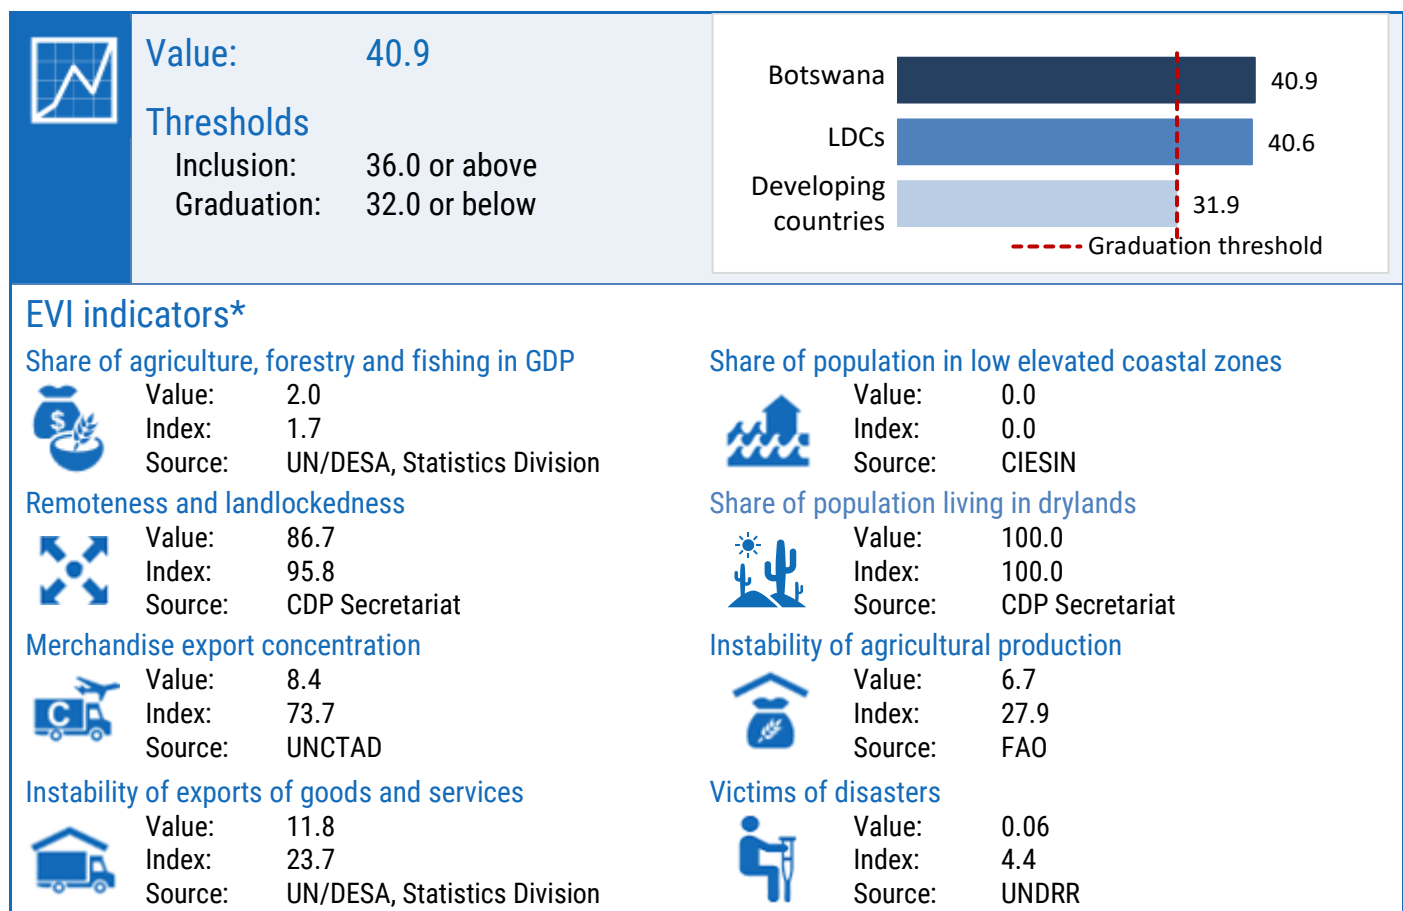 Value: 40.9
Thresholds
Inclusion: 36.0 or above
Graduation: 32.0 or below
Botswana 40.9
LDCs 40.6
Developing
countries 31.9
Graduation threshold
EVI indicators*
Share of agriculture, forestry and fishing in GDP
Value: 2.0
Index: 1.7
Source: UN/DESA, Statistics Division
Share of population in low elevated coastal zones
Value: 0.0
Index: 0.0
Source: CIESIN
Remoteness and landlockedness
Value: 86.7
Index: 95.8
Source: CDP Secretariat
Share of population living in drylands
Value: 100.0
Index: 100.0
Source: CDP Secretariat
Merchandise export concentration
C
Value: 8.4
Index: 73.7
Source: UNCTAD
Instability of agricultural production
Value: 6.7
Index: 27.9
Source: FAO
Instability of exports of goods and services
Value: 11.8
Index: 23.7
Source: UN/DESA, Statistics Division
Victims of disasters
Value: 0.06
Index: 4.4
Source: UNDRR